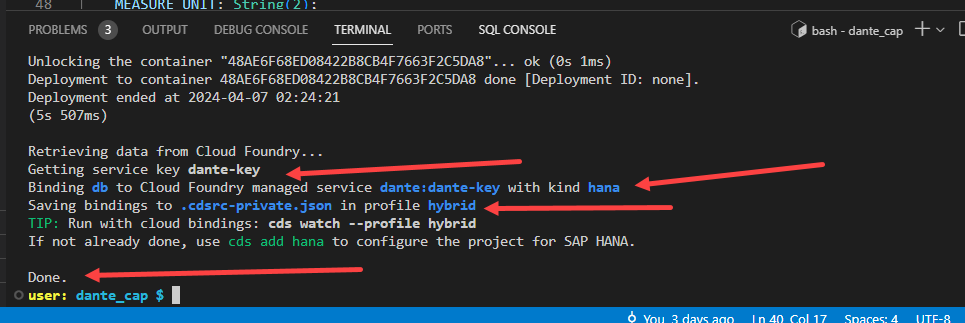 48 MEASURE_UNIT: String(2);
PROBLEMS 3 OUTPUT DEBUG CONSOLE TERMINAL PORTS SQL CONSOLE bash - dante_cap
Unlocking the container "48AE6F68ED08422B8CB4F7663F2C5DA8"... ok (0s 1ms)
Deployment to container 48AE6F68ED08422B8CB4F7663F2C5DA8 done [Deployment ID: none].
Deployment ended at 2024-04-07 02:24:21
(5s 507ms)
Retrieving data from Cloud Foundry...
Getting service key dante-key
Binding db to Cloud Foundry managed service dante:dante-key with kind hana
Saving bindings to .cdsrc-private.json in profile hybrid
TIP: Run with cloud bindings: cds watch --profile hybrid
If not already done, use cds add hana to configure the project for SAP HANA.
Done.
user: dante_cap $
You, 3 days ago Ln 40, Col 17 Spaces: 4 UTF-8